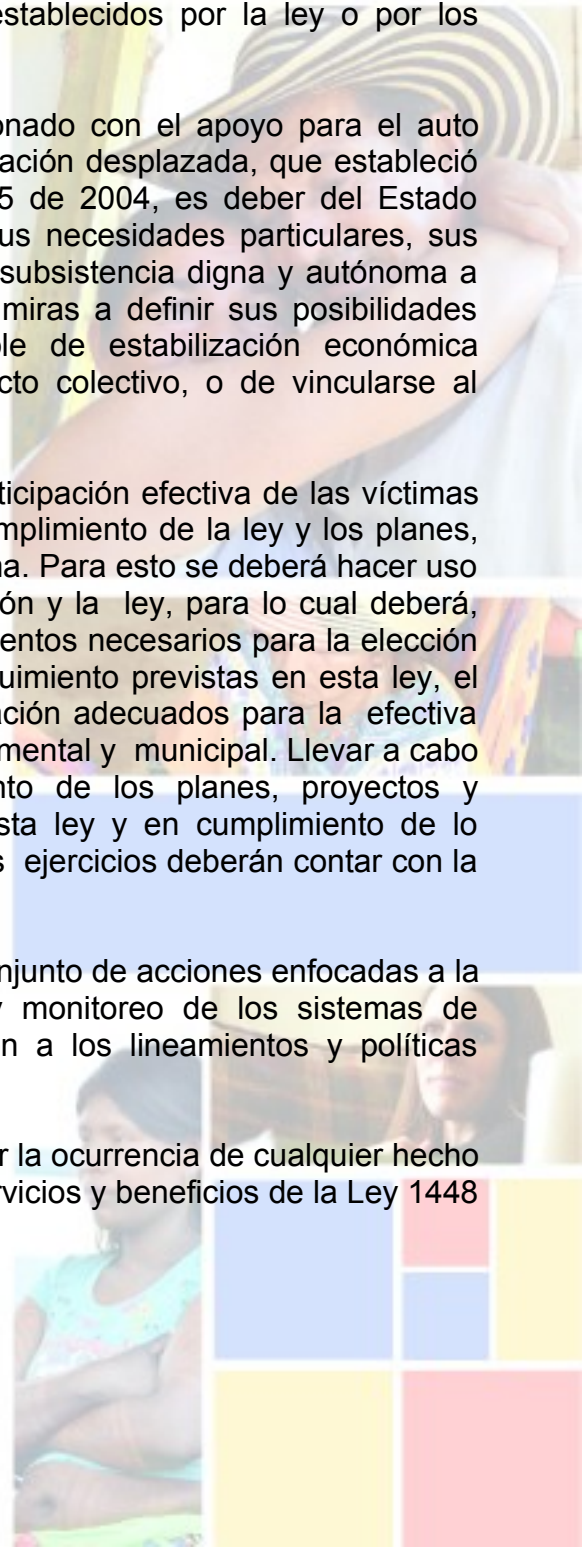 establecidos por la ley o por los
onado con el apoyo para el auto
ación desplazada, que estableció
5 de 2004, es deber del Estado
us necesidades particulares, sus
subsistencia digna y autónoma a
miras a definir sus posibilidades
le de estabilización económica
cto colectivo, o de vincularse al
ticipación efectiva de las víctimas
mplimiento de la ley y los planes,
na. Para esto se deberá hacer uso
ón y la ley, para lo cual deberá,
entos necesarios para la elección
uimiento previstas en esta ley, el
ación adecuados para la efectiva
mental y municipal. Llevar a cabo
nto de los planes, proyectos y
sta ley y en cumplimiento de lo
s ejercicios deberán contar con la
njunto de acciones enfocadas a la
y monitoreo de los sistemas de
n a los lineamientos y políticas
r la ocurrencia de cualquier hecho
rvicios y beneficios de la Ley 1448